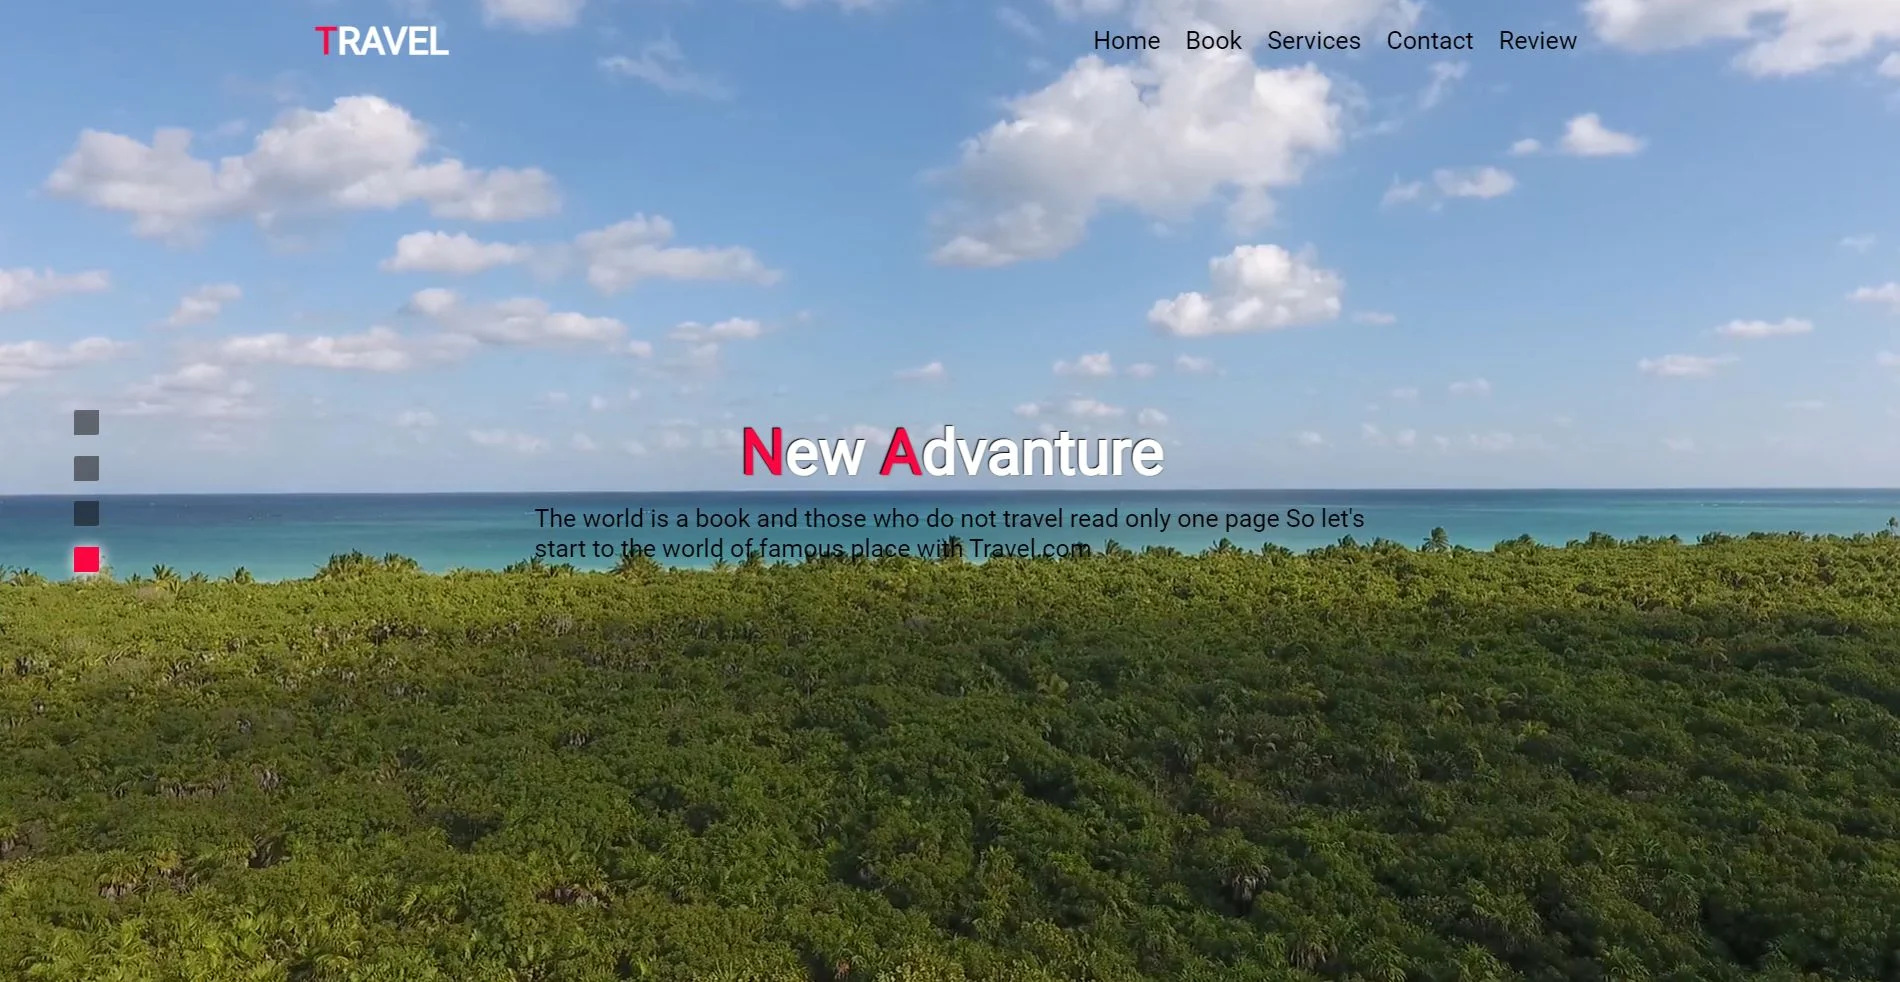 TRAVEL
Home Book Services Contact Review
New Advanture
The world is a book and those who do not travel read only one page So let's
start to the world of famous place with Travel.com